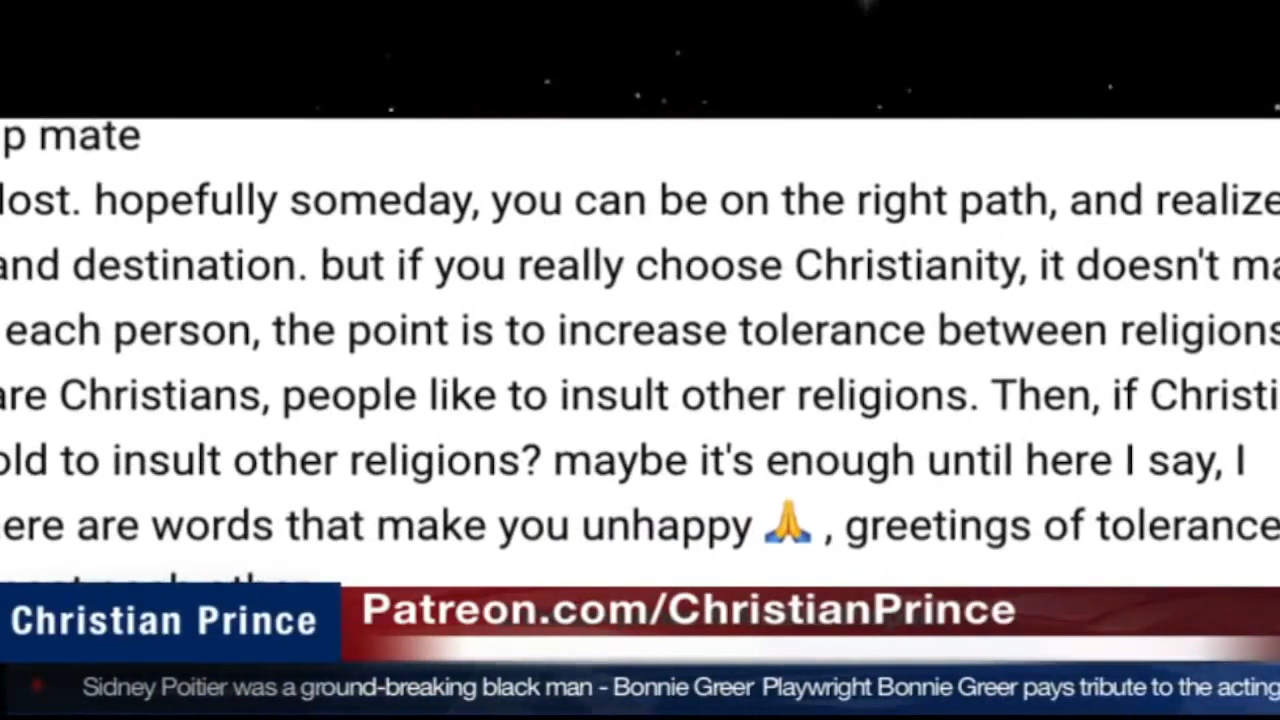 p mate
lost. hopefully someday, you can be on the right path, and realize
and destination. but if you really choose Christianity, it doesn't ma
each person, the point is to increase tolerance between religions
are Christians, people like to insult other religions. Then, if Christi
old to insult other religions? maybe it's enough until here I say, I
ere are words that make you unhappy 🙏 , greetings of tolerance
Christian Prince
Patreon.com/ChristianPrince
Sidney Poitier was a ground-breaking black man - Bonnie Greer Playwright Bonnie Greer pays tribute to the acting